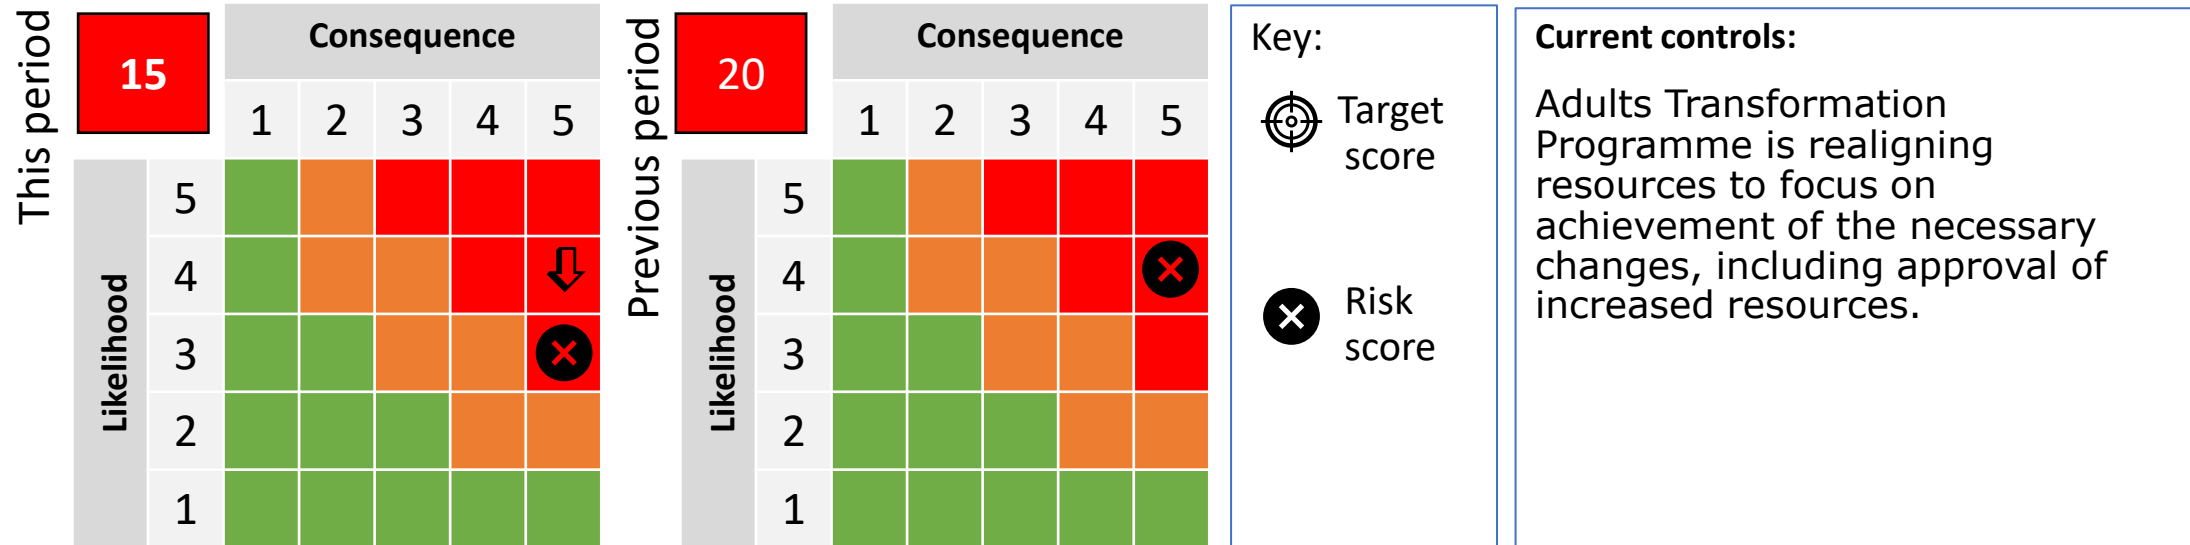 This period
15
Consequence
1 2 3 4 5
Likelihood
5
4
3
2
1
Previous period
20
Consequence
1 2 3 4 5
Likelihood
5
4
3
2
1
Key:
Target
score
Risk
score
Current controls:
Adults Transformation
Programme is realigning
resources to focus on
achievement of the necessary
changes, including approval of
increased resources.